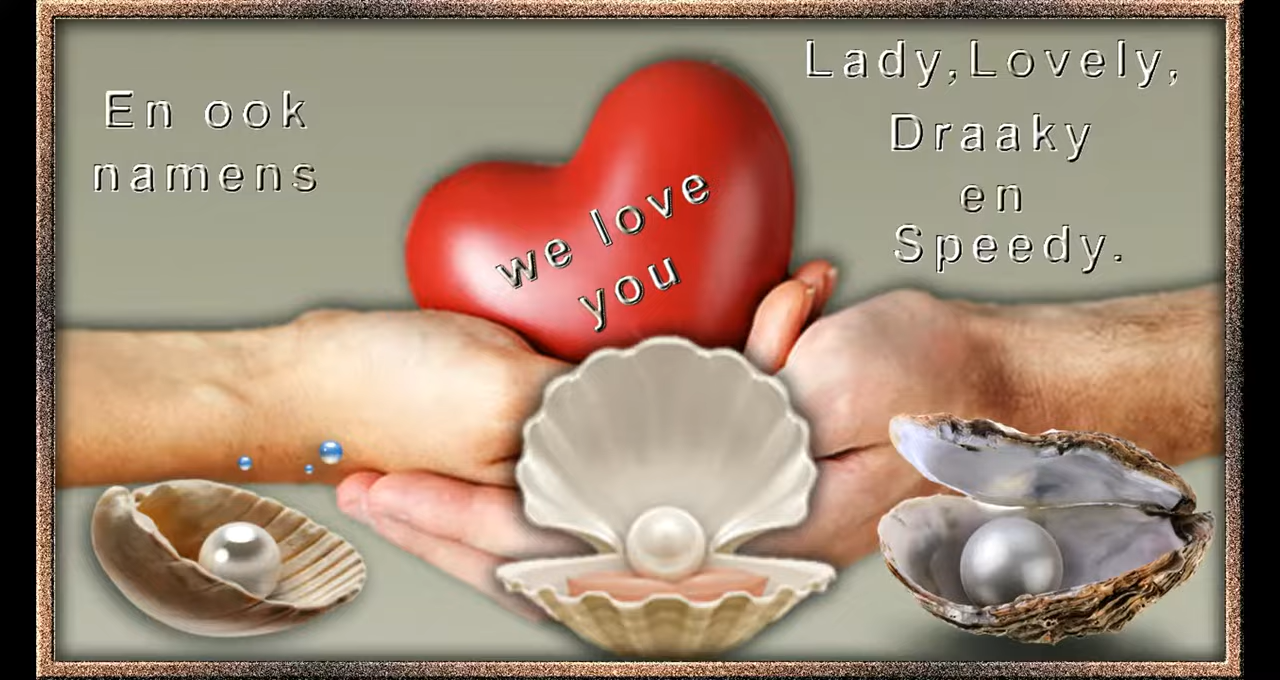 En ook
namens
we love
you
Lady,Lovely,
Draaky
en
Speedy.